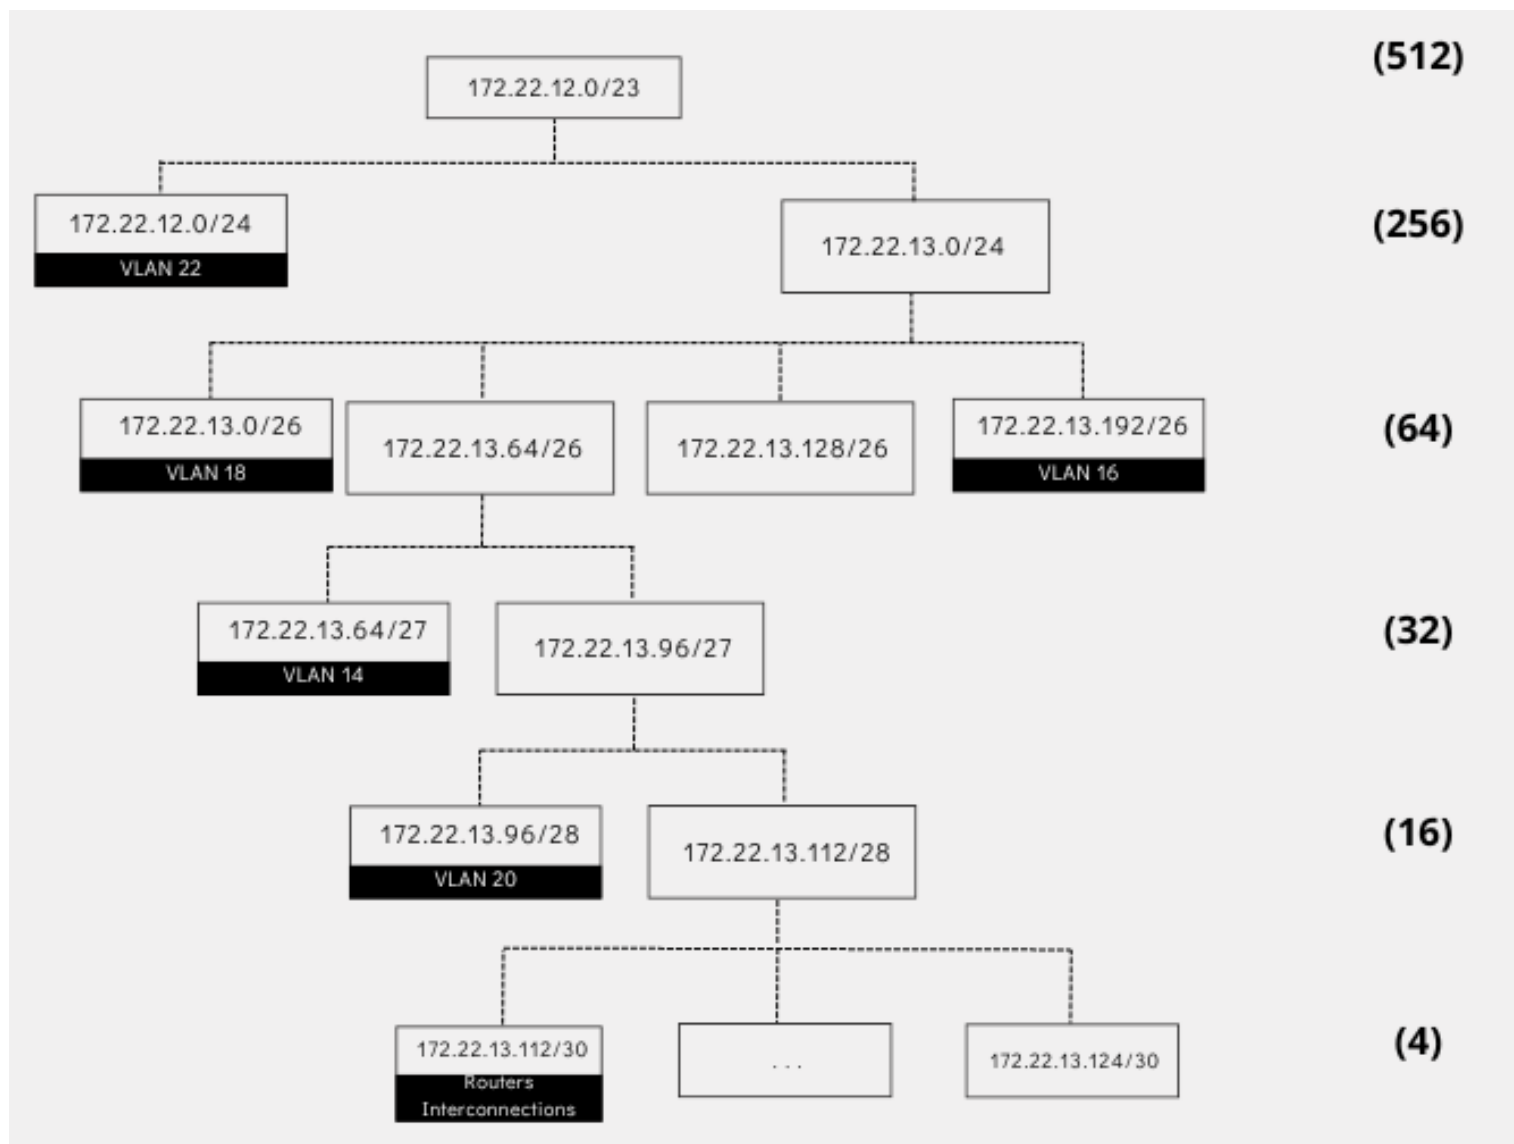 172.22.12.0/23
(512)
172.22.12.0/24
VLAN 22
172.22.13.0/24
(256)
172.22.13.0/26
VLAN 18
172.22.13.64/26
172.22.13.128/26
172.22.13.192/26
VLAN 16
(64)
172.22.13.64/27
VLAN 14
172.22.13.96/27
(32)
172.22.13.96/28
VLAN 20
172.22.13.112/28
(16)
172.22.13.112/30
Routers
Interconnections
...
172.22.13.124/30
(4)